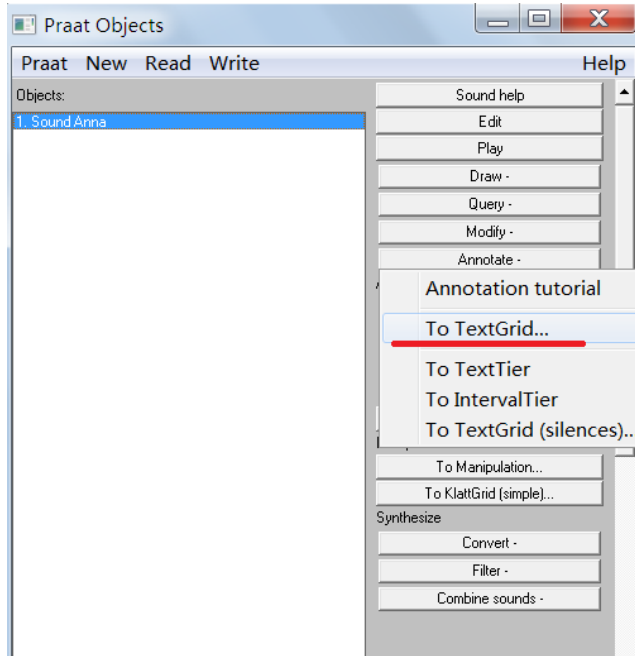 Praat Objects
Praat New Read Write Help
Objects:
1. Sound Anna
Sound help
Edit
Play
Draw -
Query -
Modify -
Annotate -
Annotation tutorial
To TextGrid...
To TextTier
To IntervalTier
To TextGrid (silences)..
To Manipulation...
To KlattGrid (simple)...
Synthesize
Convert -
Filter -
Combine sounds -